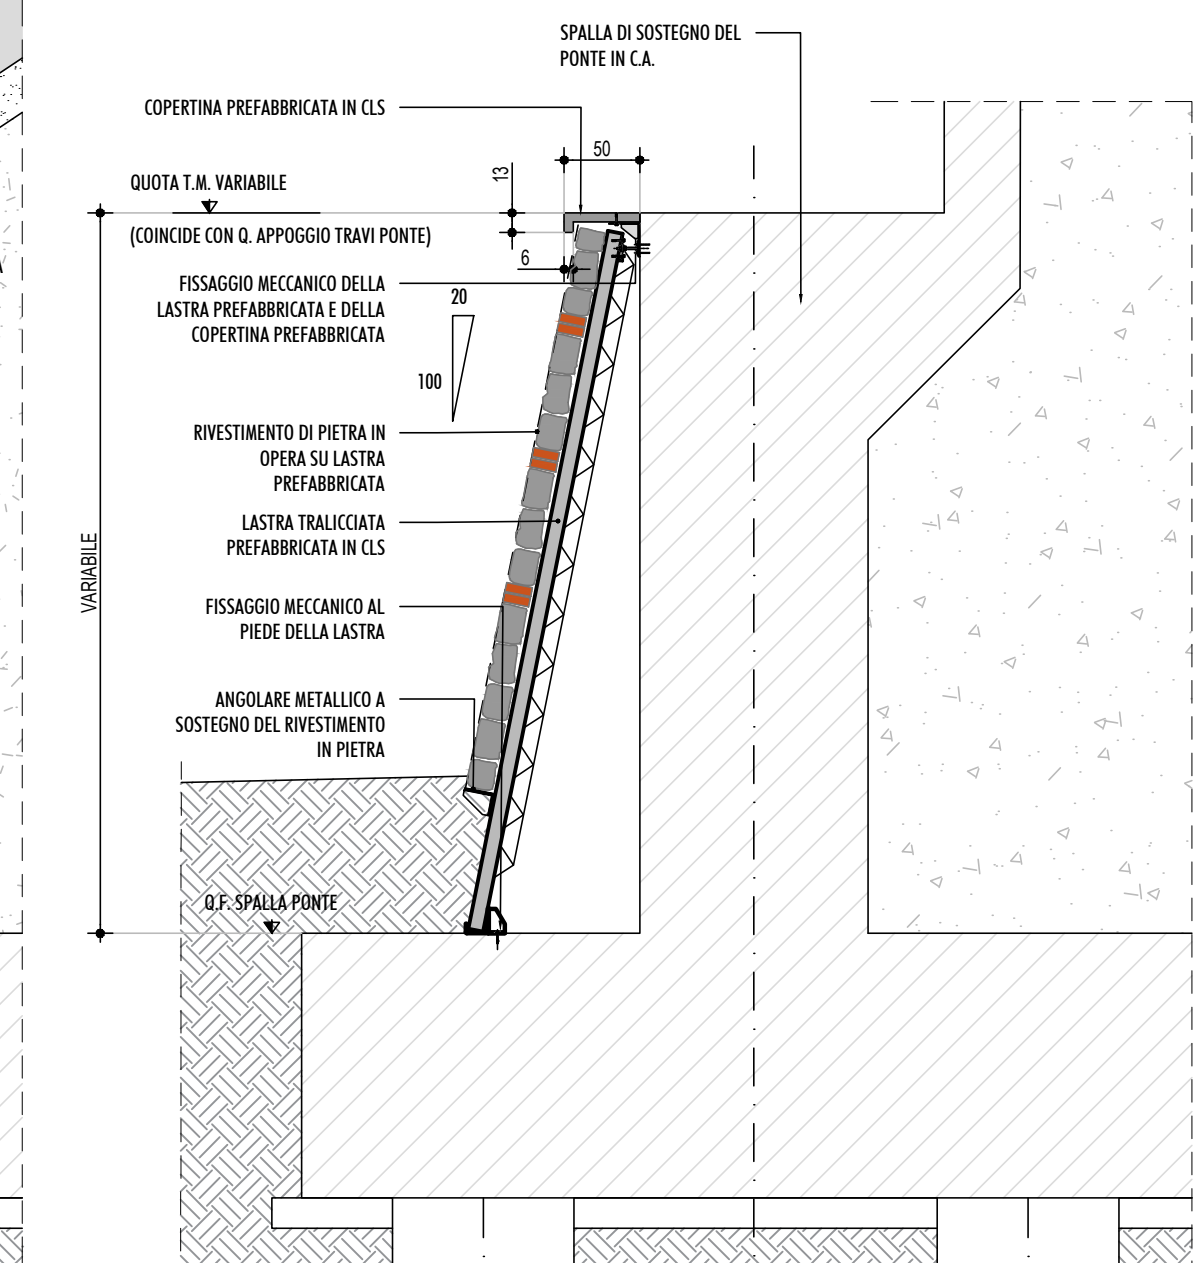 SPALLA DI SOSTEGNO DEL
PONTE IN C.A.
COPERTINA PREFABBRICATA IN CLS
50
13
QUOTA T.M. VARIABILE
(COINCIDE CON Q. APPOGGIO TRAVI PONTE)
6
FISSAGGIO MECCANICO DELLA
LASTRA PREFABBRICATA E DELLA
COPERTINA PREFABBRICATA
20
100
RIVESTIMENTO DI PIETRA IN
OPERA SU LASTRA
PREFABBRICATA
LASTRA TRALICCIATA
PREFABBRICATA IN CLS
VARIABILE
FISSAGGIO MECCANICO AL
PIEDE DELLA LASTRA
ANGOLARE METALLICO A
SOSTEGNO DEL RIVESTIMENTO
IN PIETRA
Q.F. SPALLA PONTE